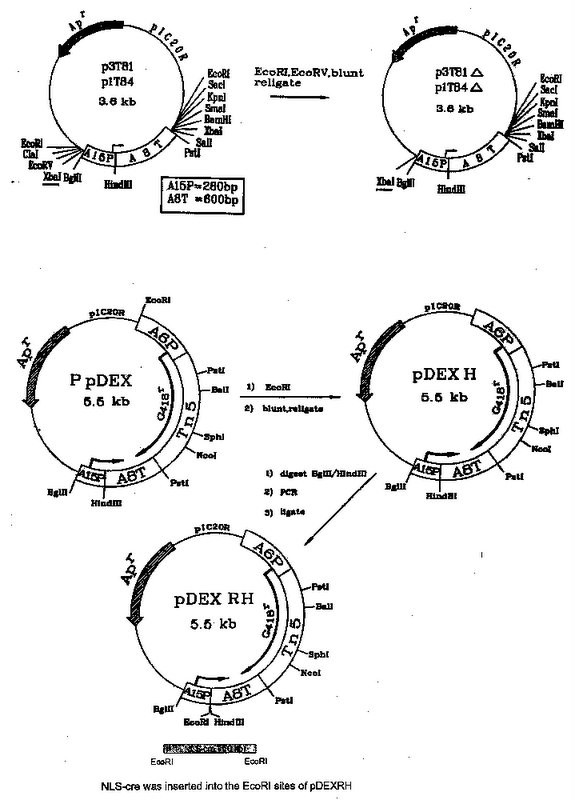 Apr
pIC20R
p3T81
p1T84
3.6 kb
EcoRI
SacI
KpnI
SmaI
BamHI
XbaI
SalI
PstI
EcoRI
ClaI
EcoRV
XbaI
BglII
A15P
A8T
HindIII
A15P=280bp
A8T =600bp
EcoRI,EcoRV,blunt
religate
Apr
pIC20R
p3T81 △
p1T84 △
3.6 kb
EcoRI
SacI
KpnI
SmaI
BamHI
XbaI
SalI
PstI
XbaI
BglII
A15P
A8T
HindIII
Apr
pIC20R
EcoRI
A6P
P pDEX
5.5 kb
G418r
Tn5
PstI
BalI
SphI
NcoI
PstI
BglII
A15P
A8T
HindIII
1) EcoRI
2) blunt,religate
Apr
pIC20R
A6P
pDEX H
5.5 kb
G418r
Tn5
PstI
BalI
SphI
NcoI
PstI
BglII
A15P
A8T
HindIII
1) digest BglII/HindIII
2) PCR
3) ligate
Apr
pIC20R
A6P
pDEX RH
5.5 kb
G418r
Tn5
PstI
BalI
SphI
NcoI
PstI
BglII
A15P
A8T
EcoRI HindIII
EcoRI
EcoRI
NLS-cre was inserted into the EcoRI sites of pDEXRH